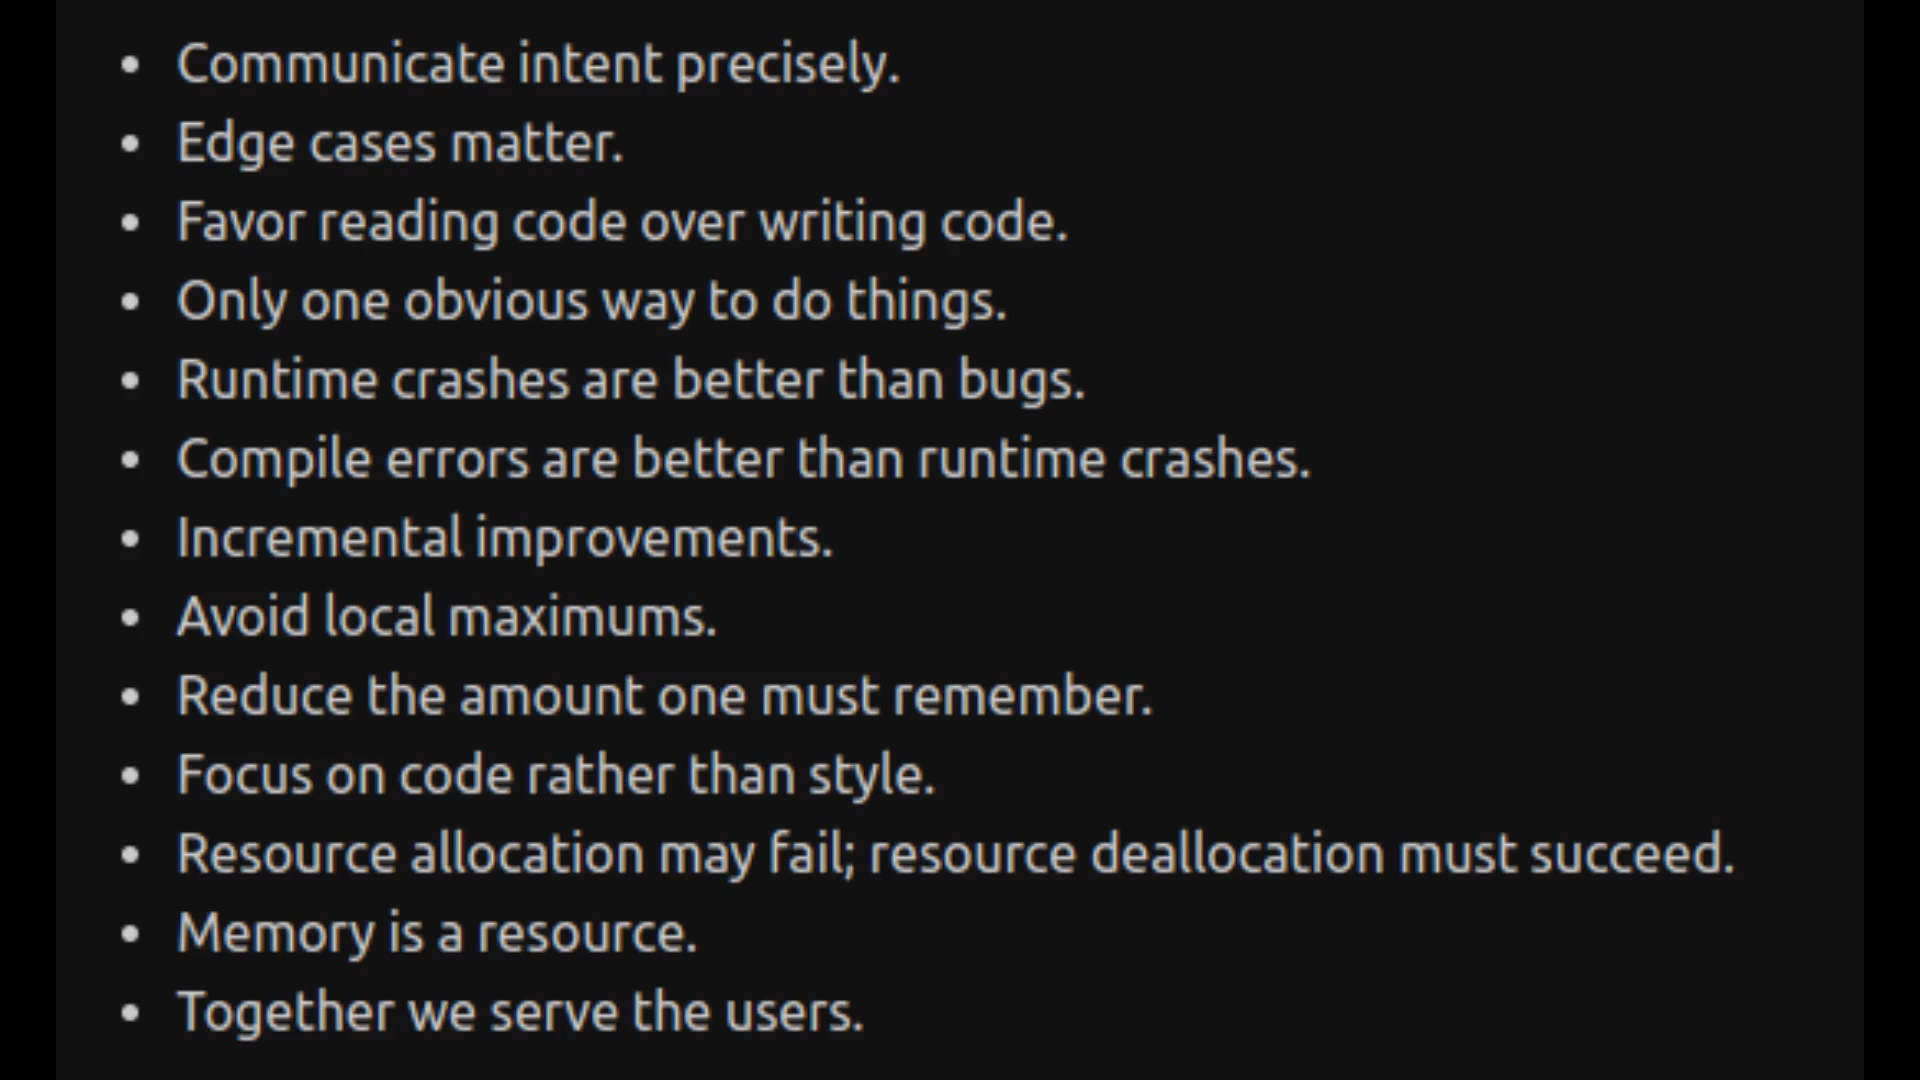 • Communicate intent precisely.
• Edge cases matter.
• Favor reading code over writing code.
• Only one obvious way to do things.
• Runtime crashes are better than bugs.
• Compile errors are better than runtime crashes.
• Incremental improvements.
• Avoid local maximums.
• Reduce the amount one must remember.
• Focus on code rather than style.
• Resource allocation may fail; resource deallocation must succeed.
• Memory is a resource.
• Together we serve the users.